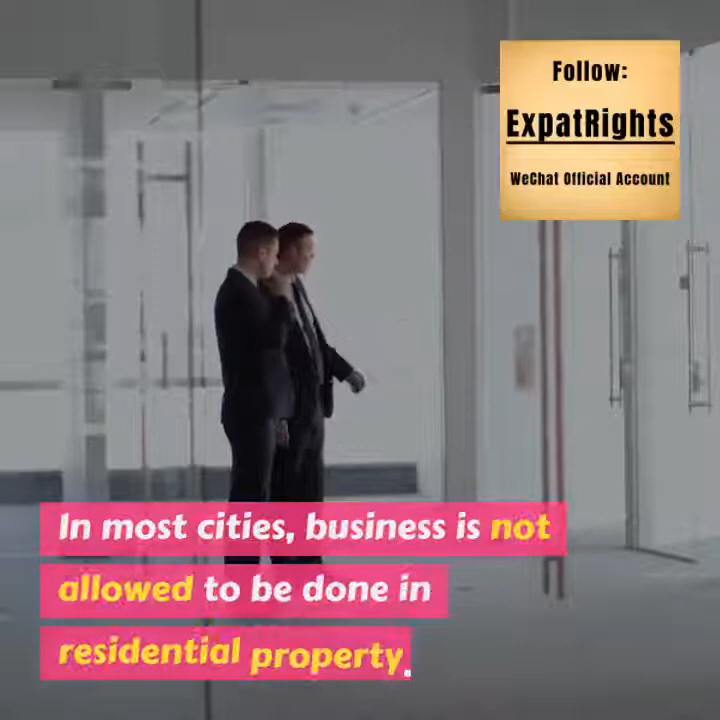 Follow:
ExpatRights
WeChat Official Account
In most cities, business is not
allowed to be done in
residential property.